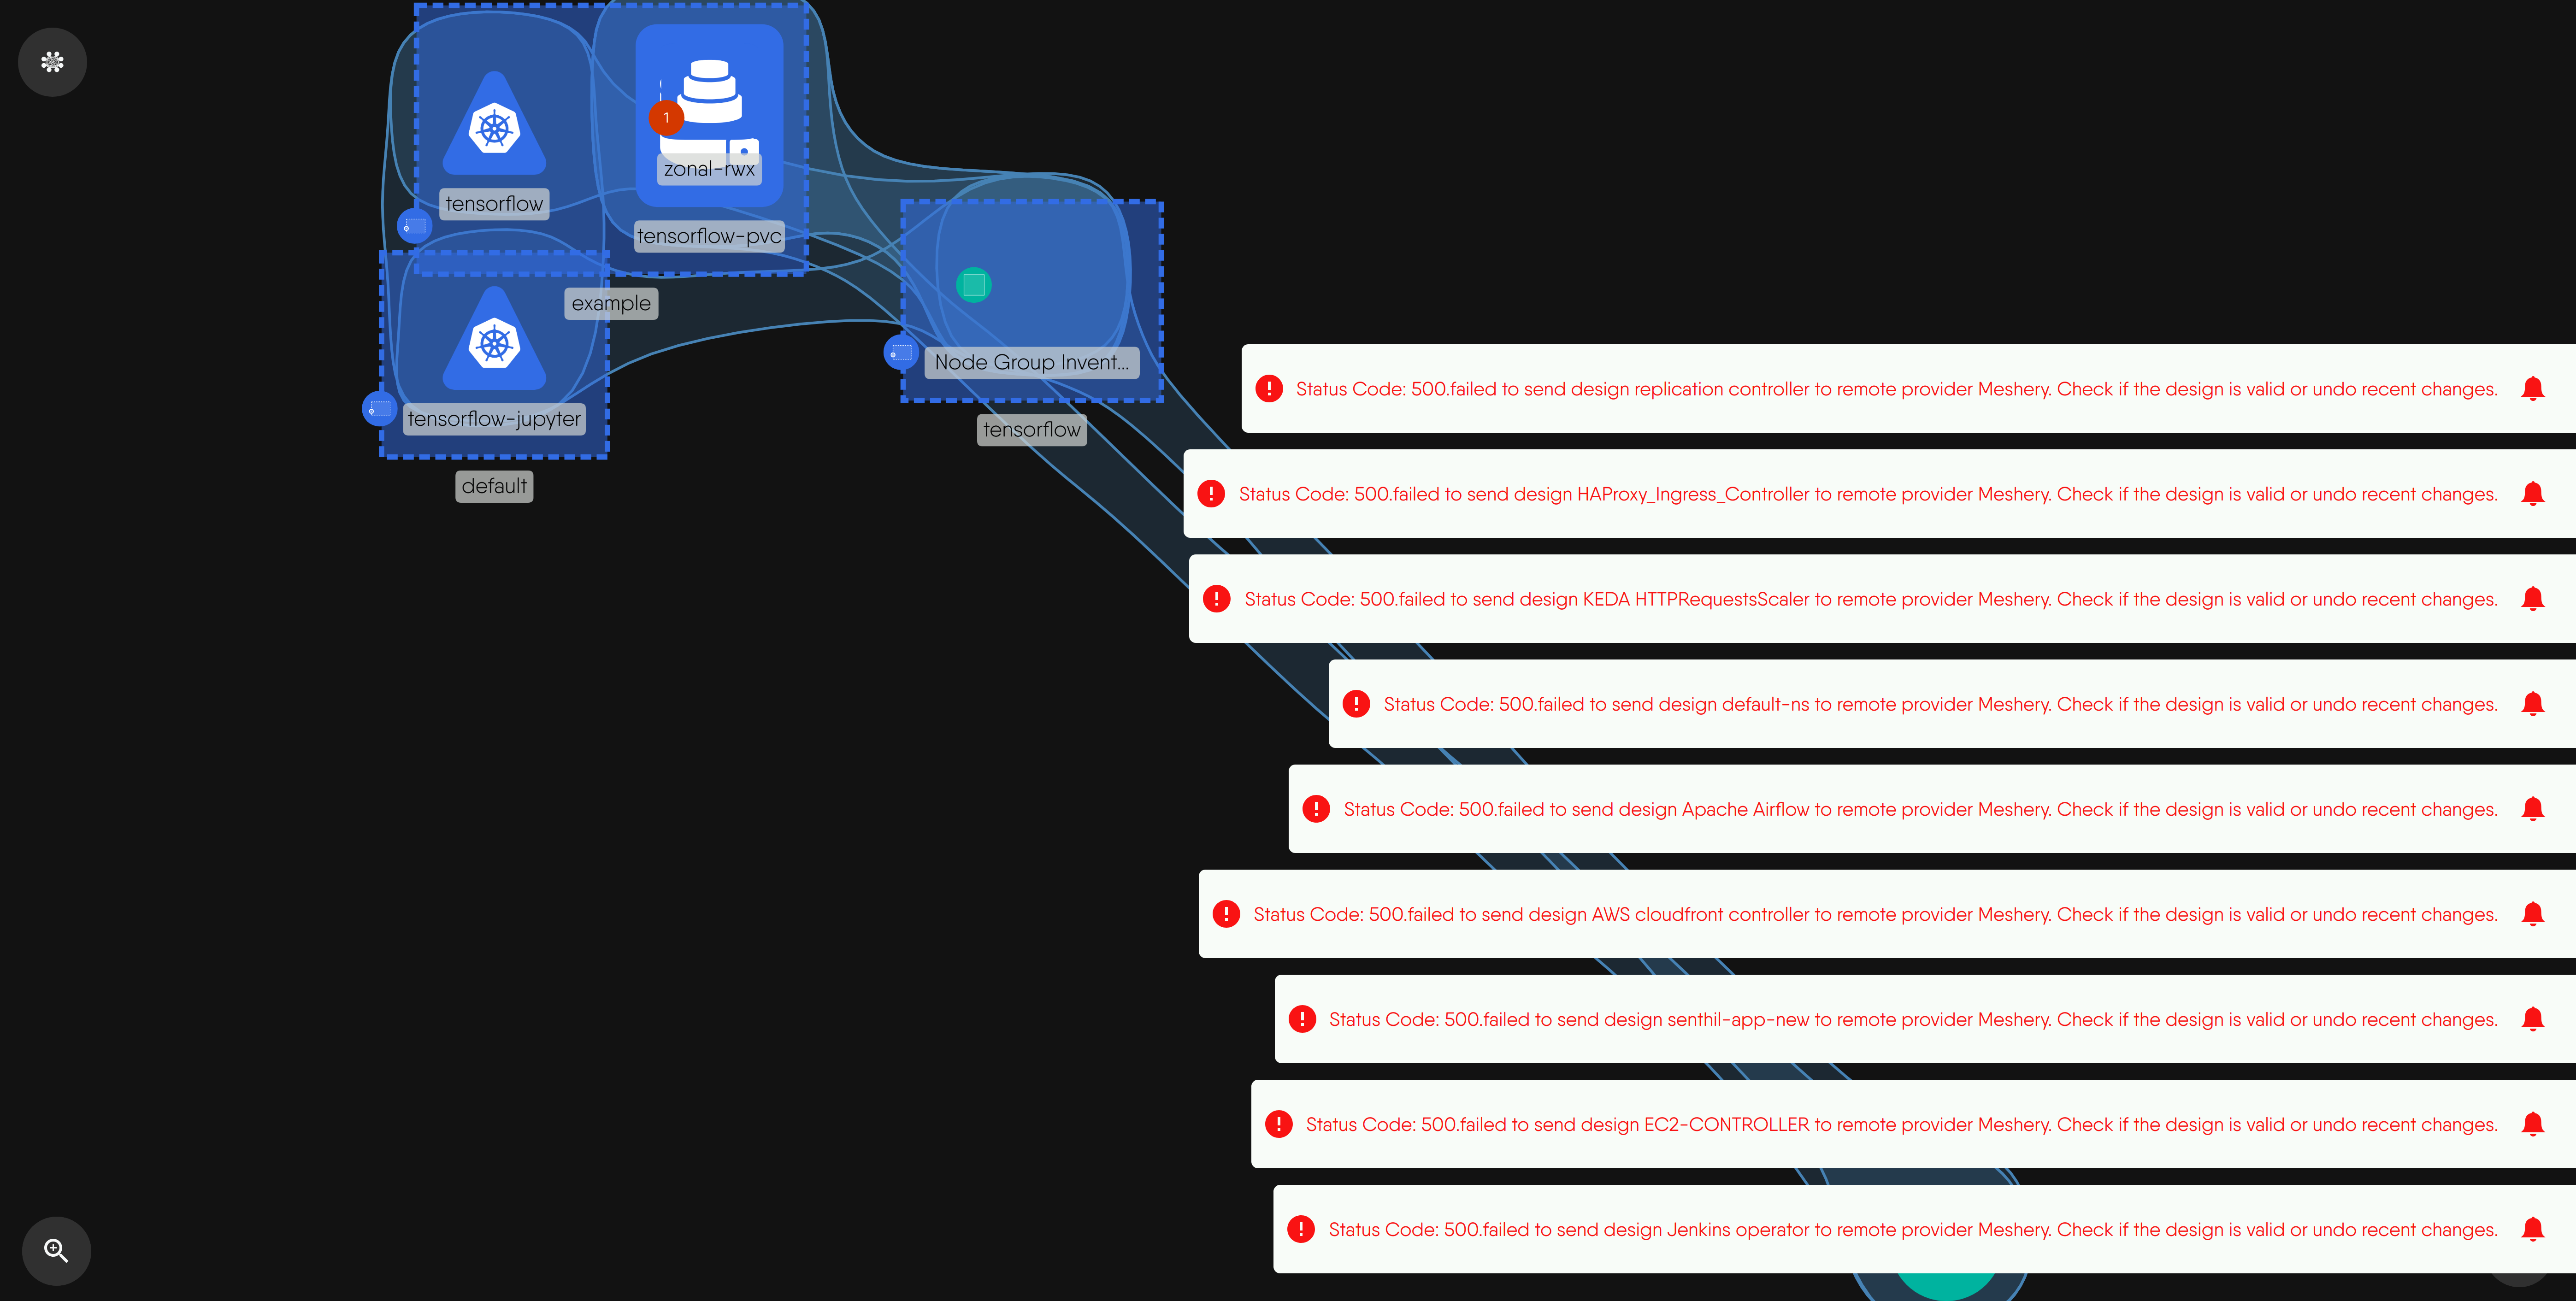 1
zonal-rwx
tensorflow
tensorflow-pvc
example
tensorflow-jupyter
default
Node Group Invent...
tensorflow
Status Code: 500.failed to send design replication controller to remote provider Meshery. Check if the design is valid or undo recent changes.
Status Code: 500.failed to send design HAProxy_Ingress_Controller to remote provider Meshery. Check if the design is valid or undo recent changes.
Status Code: 500.failed to send design KEDA HTTPRequestsScaler to remote provider Meshery. Check if the design is valid or undo recent changes.
Status Code: 500.failed to send design default-ns to remote provider Meshery. Check if the design is valid or undo recent changes.
Status Code: 500.failed to send design Apache Airflow to remote provider Meshery. Check if the design is valid or undo recent changes.
Status Code: 500.failed to send design AWS cloudfront controller to remote provider Meshery. Check if the design is valid or undo recent changes.
Status Code: 500.failed to send design senthil-app-new to remote provider Meshery. Check if the design is valid or undo recent changes.
Status Code: 500.failed to send design EC2-CONTROLLER to remote provider Meshery. Check if the design is valid or undo recent changes.
Status Code: 500.failed to send design Jenkins operator to remote provider Meshery. Check if the design is valid or undo recent changes.